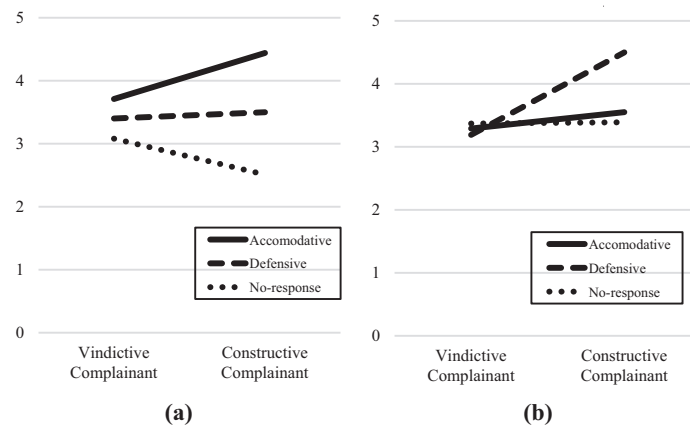 5
4
3
2
1
0
Accomodative
Defensive
No-response
Vindictive
Complainant
Constructive
Complainant
(a)
5
4
3
2
1
0
Accomodative
Defensive
No-response
Vindictive
Complainant
Constructive
Complainant
(b)